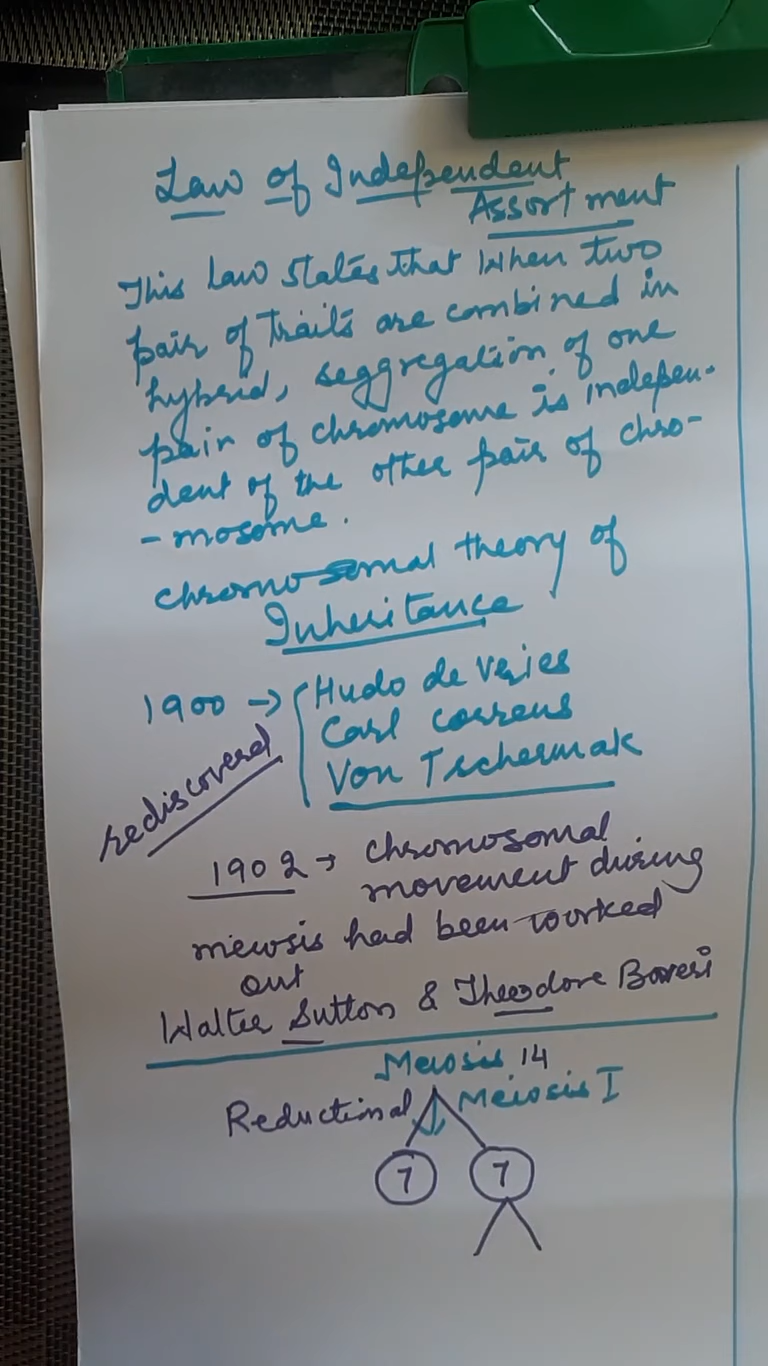 Law of Independent
Assortment
This law states that when two
pair of traits are combined in
hybrid, seggregation of one
pair of chromosome is indepen-
dent of the other pair of chro-
-mosome.
chromosomal theory of
Inheritance
1900 → Hudo de Veries
Carl correns
Von Tschermak
rediscovered
1902 → chromosomal
movement during
meiosis had been worked
out
Walter Sutton & Theodore Boveri
Meiosis 14
Reductional Meiosis I
7 7